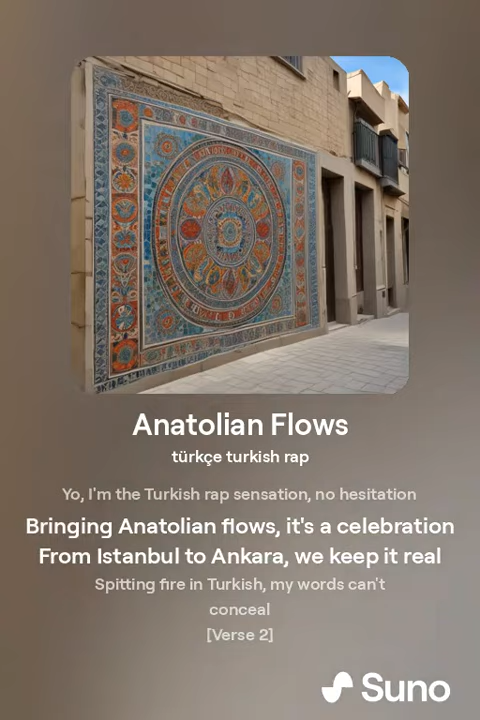 Anatolian Flows
türkçe turkish rap
Yo, I'm the Turkish rap sensation, no hesitation
Bringing Anatolian flows, it's a celebration
From Istanbul to Ankara, we keep it real
Spitting fire in Turkish, my words can't
conceal
[Verse 2]
Suno